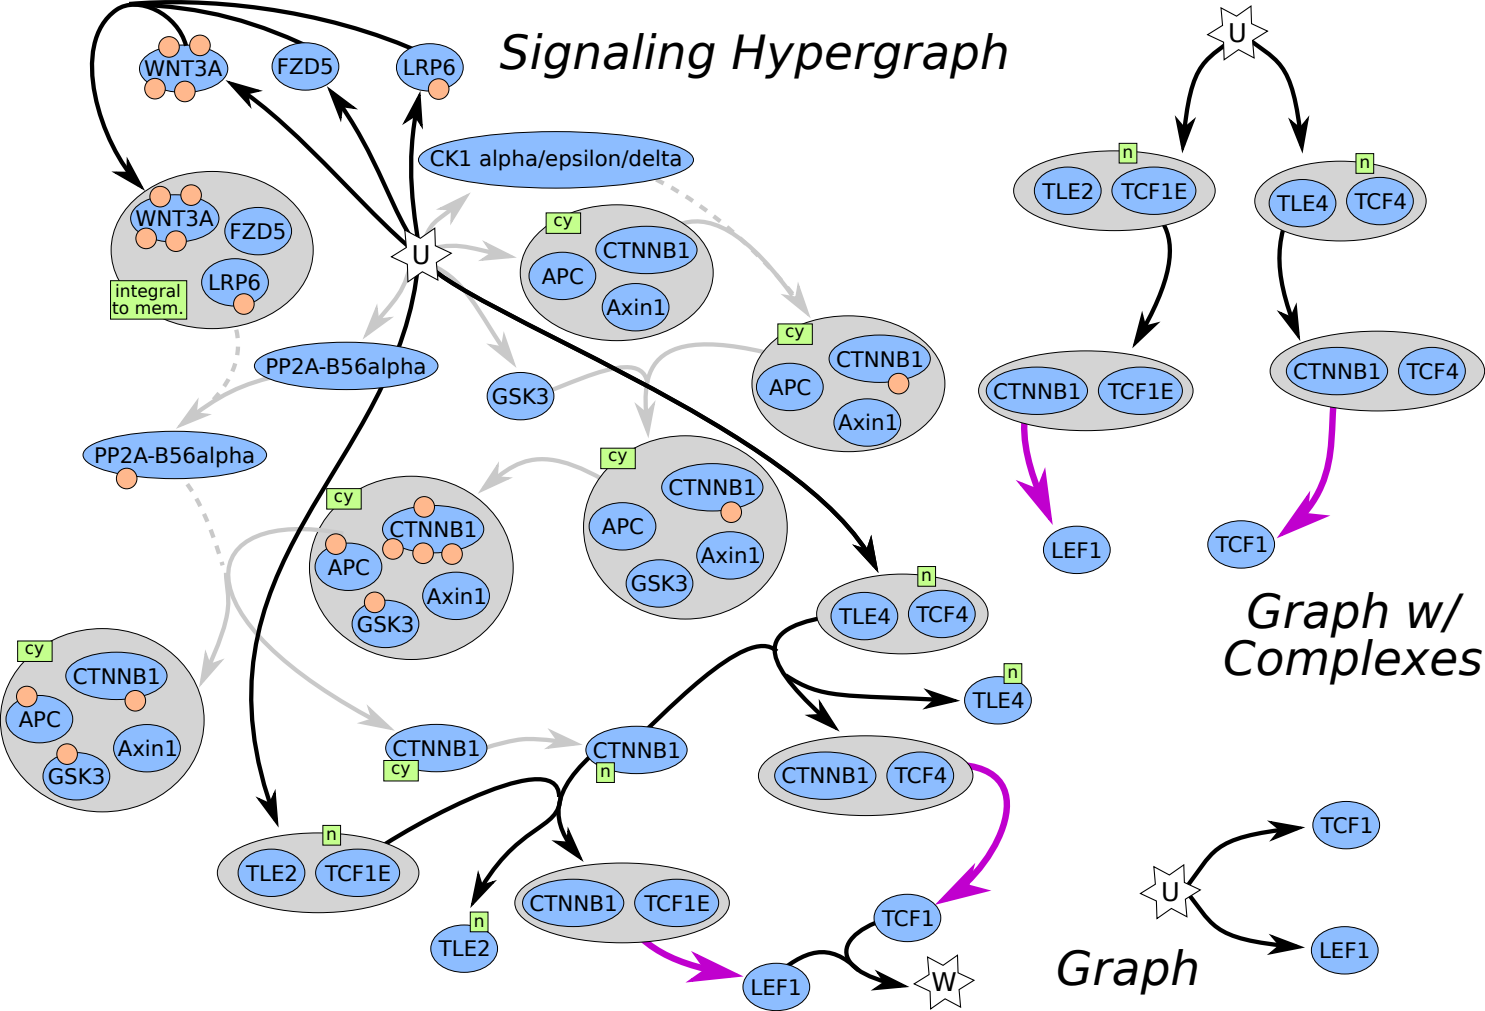 Signaling Hypergraph
WNT3A
FZD5
LRP6
CK1 alpha/epsilon/delta
WNT3A
FZD5
LRP6
integral
to mem.
U
cy
CTNNB1
APC
Axin1
PP2A-B56alpha
GSK3
cy
CTNNB1
APC
Axin1
PP2A-B56alpha
cy
CTNNB1
APC
Axin1
GSK3
cy
CTNNB1
APC
Axin1
GSK3
n
TLE4
TCF4
cy
CTNNB1
APC
Axin1
GSK3
n
TLE4
CTNNB1
cy
CTNNB1
n
CTNNB1
TCF4
n
TLE2
TCF1E
n
TLE2
CTNNB1
TCF1E
TCF1
LEF1
W
U
n
TLE2
TCF1E
n
TLE4
TCF4
CTNNB1
TCF1E
CTNNB1
TCF4
LEF1
TCF1
Graph w/
Complexes
U
TCF1
LEF1
Graph